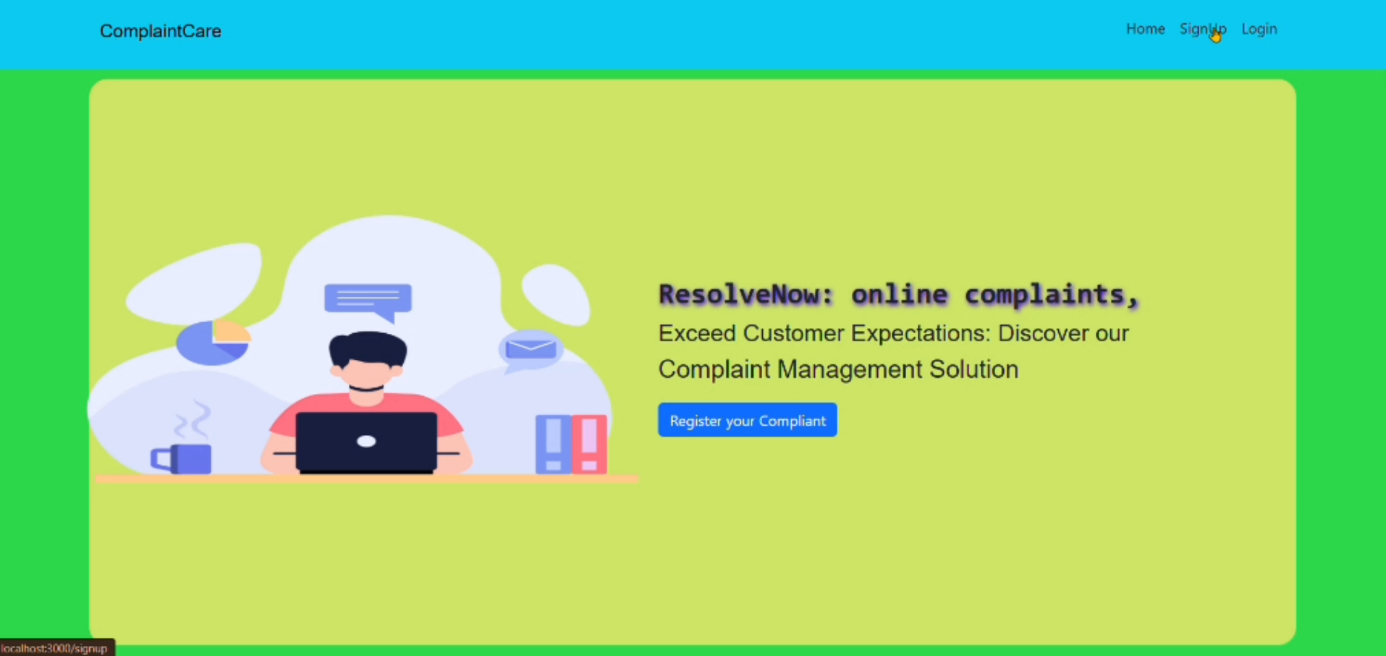 ComplaintCare
Home SignUp Login
ResolveNow: online complaints,
Exceed Customer Expectations: Discover our
Complaint Management Solution
Register your Compliant
localhost:3000/signup